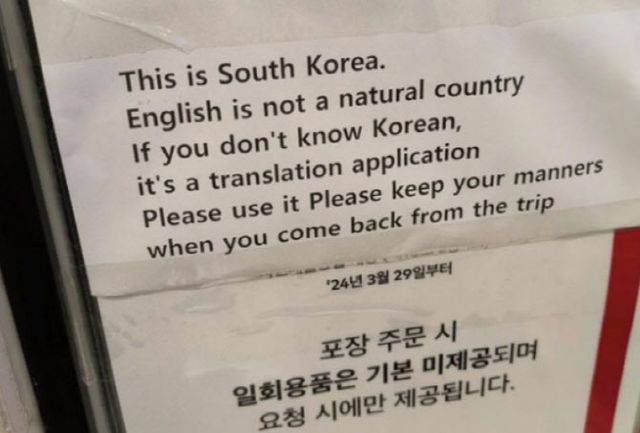 This is South Korea.
English is not a natural country
If you don't know Korean,
it's a translation application
Please use it Please keep your manners
when you come back from the trip
'24년 3월 29일부터
포장 주문 시
일회용품은 기본 미제공되며
요청 시에만 제공됩니다.